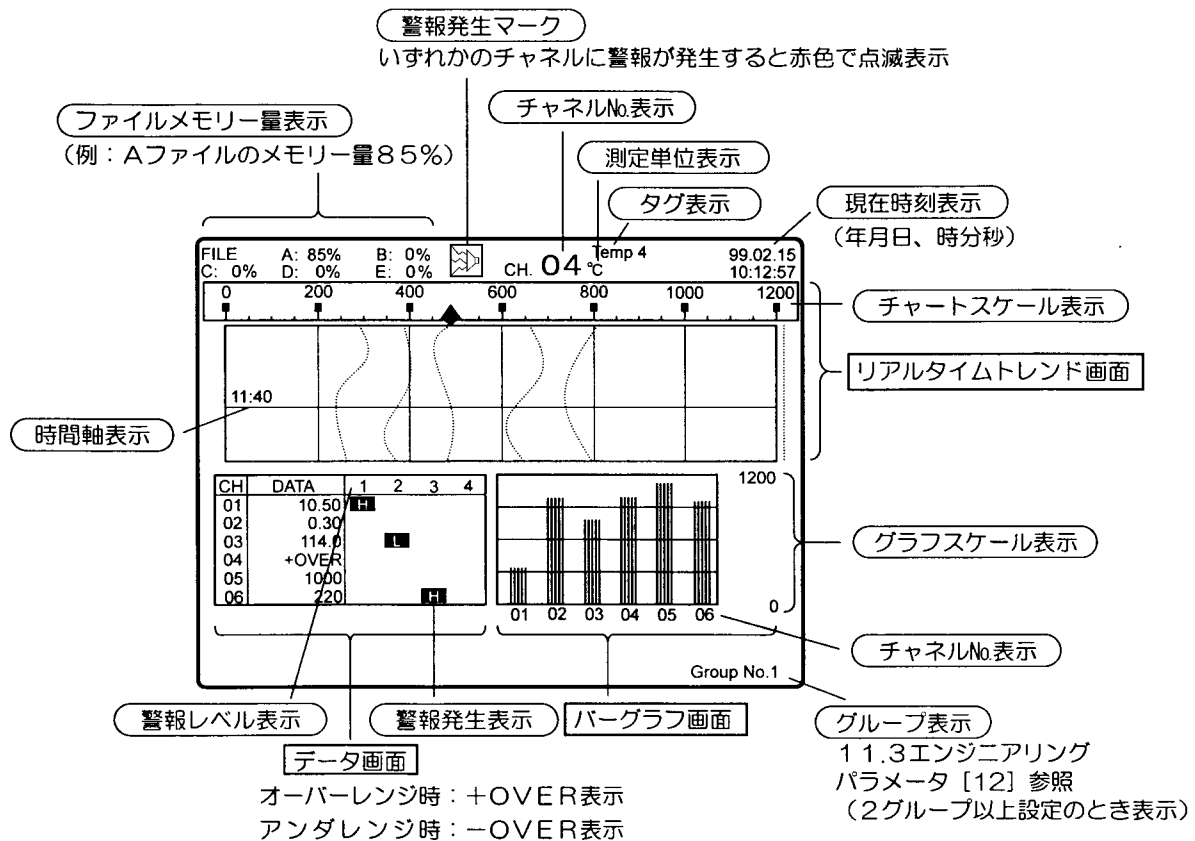 警報発生マーク
いずれかのチャネルに警報が発生すると赤色で点滅表示
チャネル№表示
ファイルメモリー量表示
(例：Aファイルのメモリー量85%)
測定単位表示
タグ表示
現在時刻表示
(年月日、時分秒)
FILE A: 85% B: 0%
C: 0% D: 0% E: 0%
CH. 04 ℃
Temp 4
99.02.15
10:12:57
0 200 400 600 800 1000 1200
チャートスケール表示
リアルタイムトレンド画面
11:40
時間軸表示
CH DATA 1 2 3 4
01 10.50 H
02 0.30
03 114.0 L
04 +OVER
05 1000
06 220 H
1200
0
01 02 03 04 05 06
グラフスケール表示
チャネル№表示
Group No.1
警報レベル表示
警報発生表示
バーグラフ画面
グループ表示
11.3エンジニアリング
パラメータ [12] 参照
(2グループ以上設定のとき表示)
データ画面
オーバーレンジ時：+OVER表示
アンダレンジ時：−OVER表示